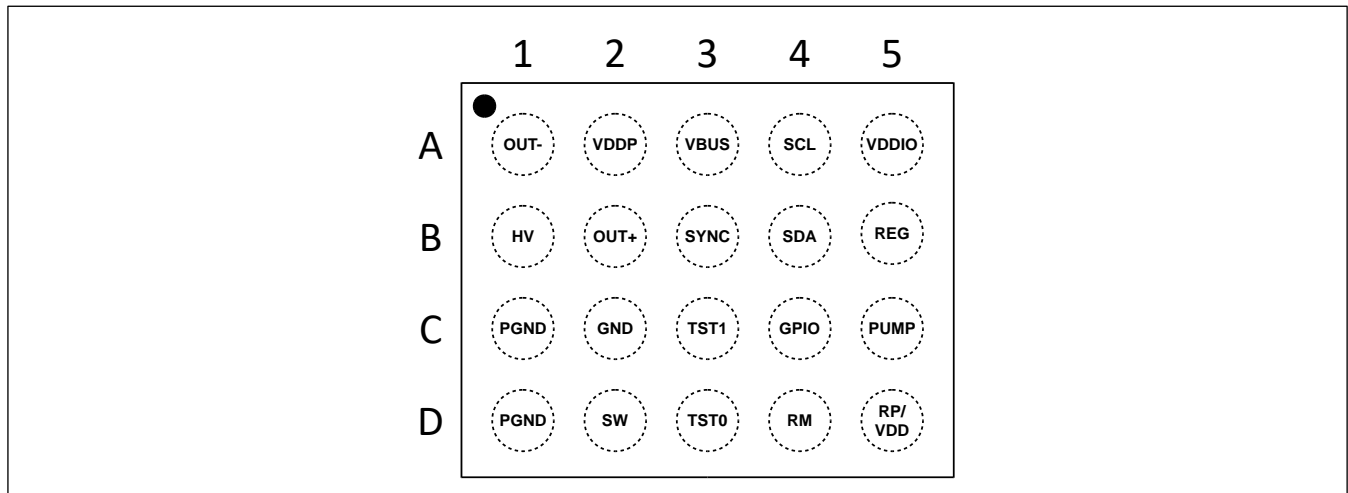 1 2 3 4 5
A OUT- VDDP VBUS SCL VDDIO
B HV OUT+ SYNC SDA REG
C PGND GND TST1 GPIO PUMP
D PGND SW TST0 RM RP/
VDD